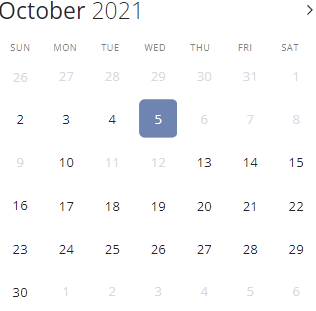 October 2021 >
SUN MON TUE WED THU FRI SAT
26 27 28 29 30 31 1
2 3 4 5 6 7 8
9 10 11 12 13 14 15
16 17 18 19 20 21 22
23 24 25 26 27 28 29
30 1 2 3 4 5 6